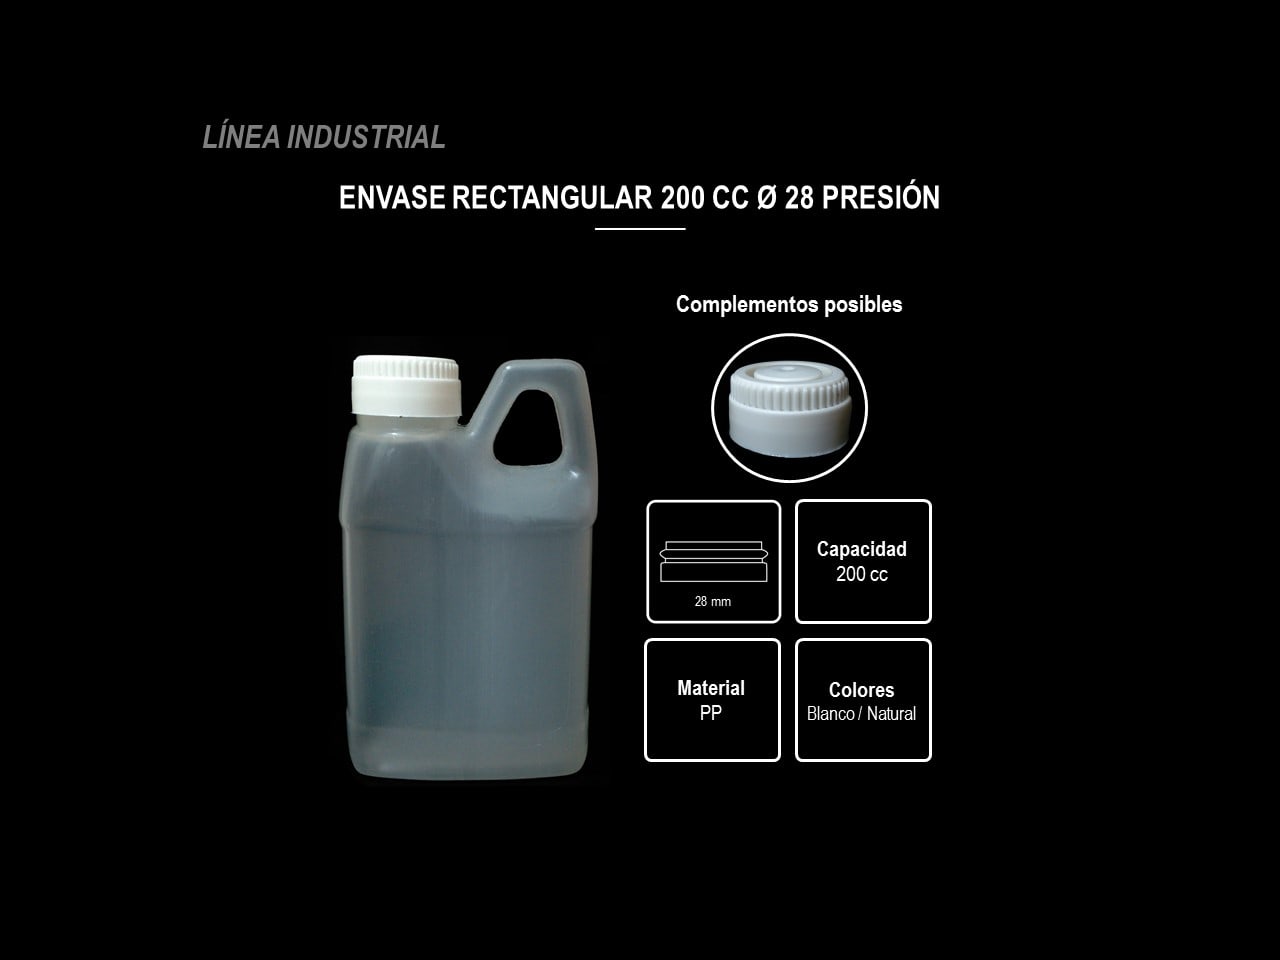 LÍNEA INDUSTRIAL
ENVASE RECTANGULAR 200 CC Ø 28 PRESIÓN
Complementos posibles
28 mm
Capacidad
200 cc
Material
PP
Colores
Blanco / Natural